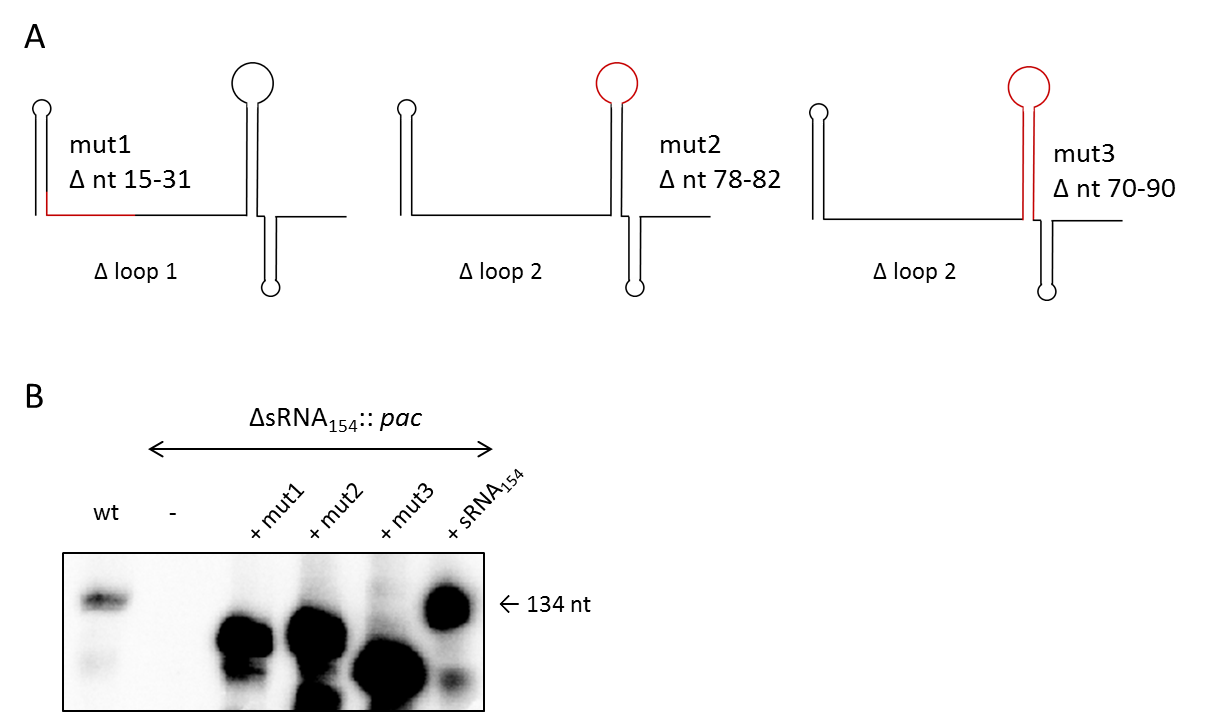 A
mut1
Δ nt 15-31
Δ loop 1
mut2
Δ nt 78-82
Δ loop 2
mut3
Δ nt 70-90
Δ loop 2
B
ΔsRNA₁₅₄:: pac
wt
-
+ mut1
+ mut2
+ mut3
+ sRNA₁₅₄
← 134 nt